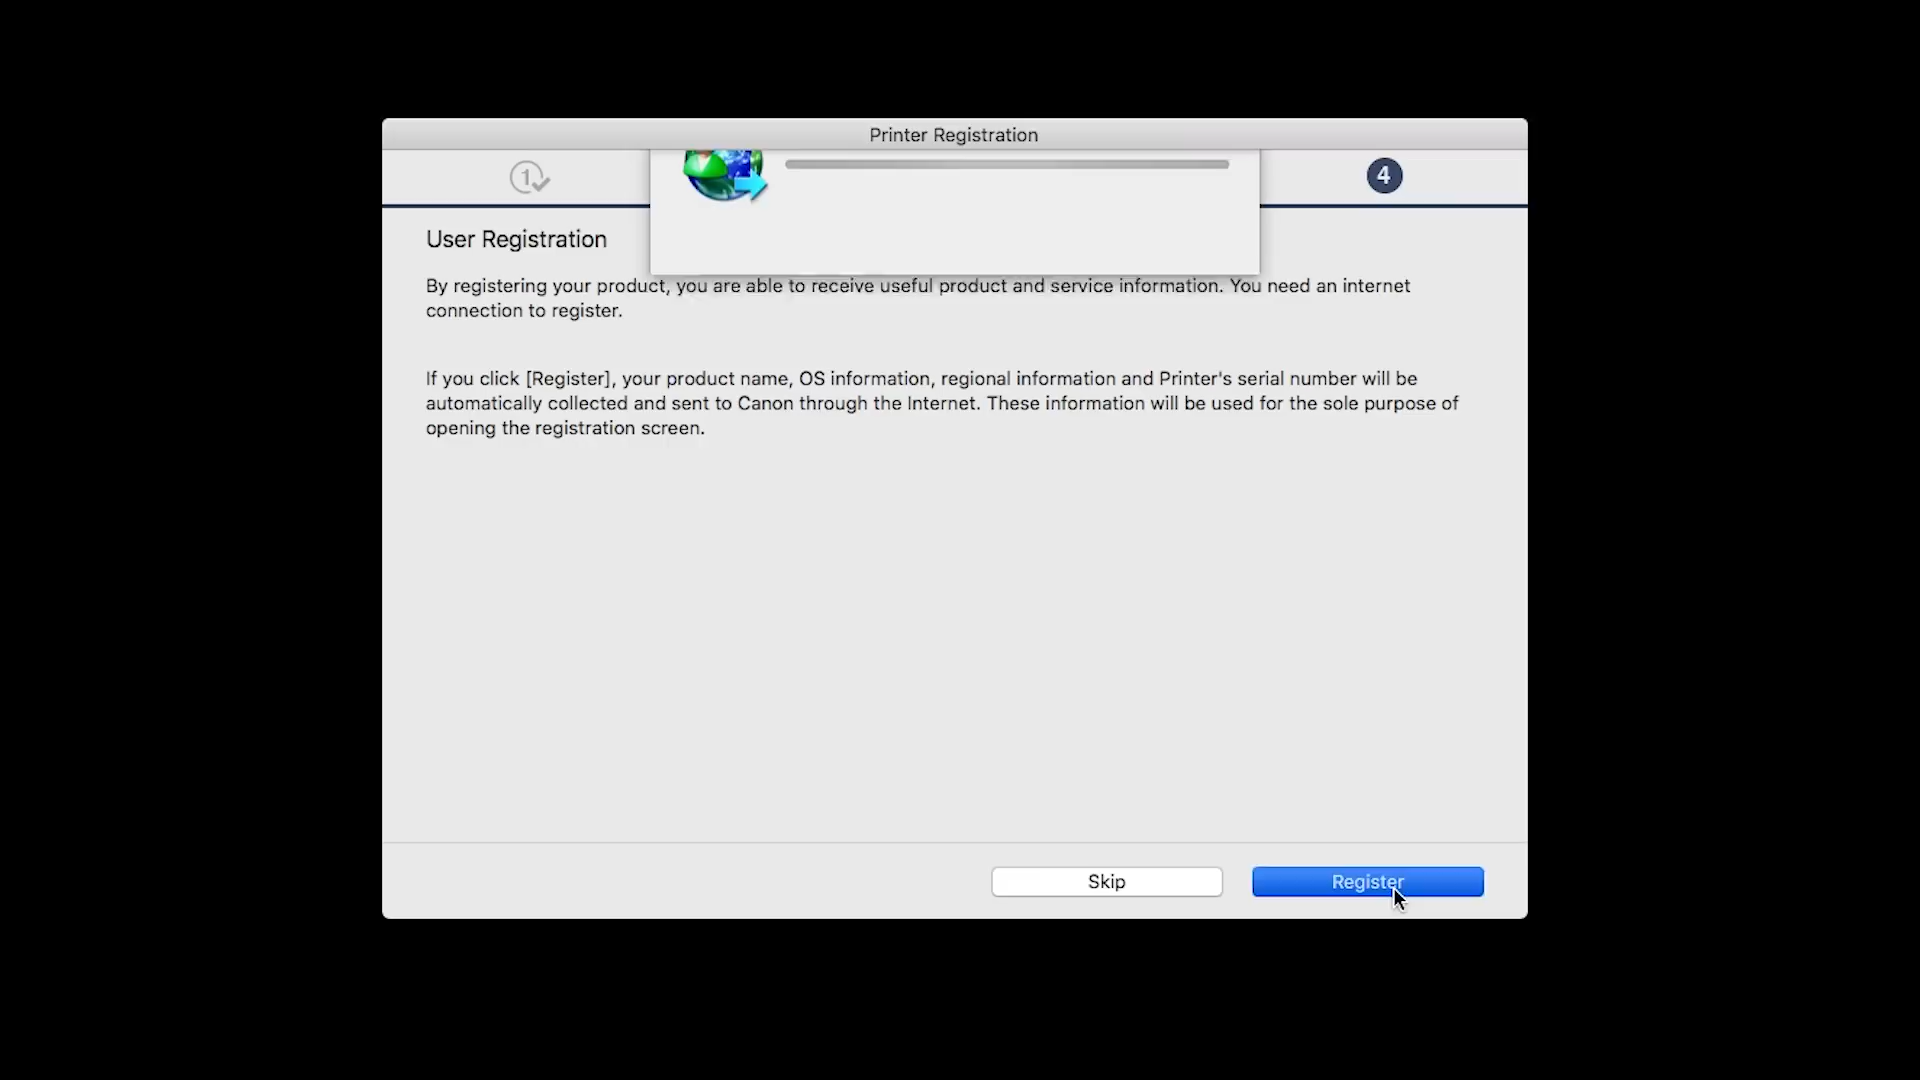 Printer Registration
1
4
User Registration
By registering your product, you are able to receive useful product and service information. You need an internet
connection to register.
If you click [Register], your product name, OS information, regional information and Printer's serial number will be
automatically collected and sent to Canon through the Internet. These information will be used for the sole purpose of
opening the registration screen.
Skip
Register